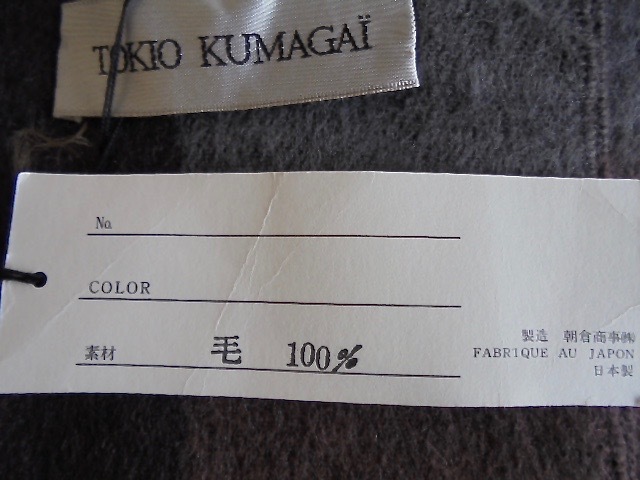 TOKIO KUMAGAÏ
No.
COLOR
素材 毛 100%
製造 朝倉商事㈱
FABRIQUE AU JAPON
日本製